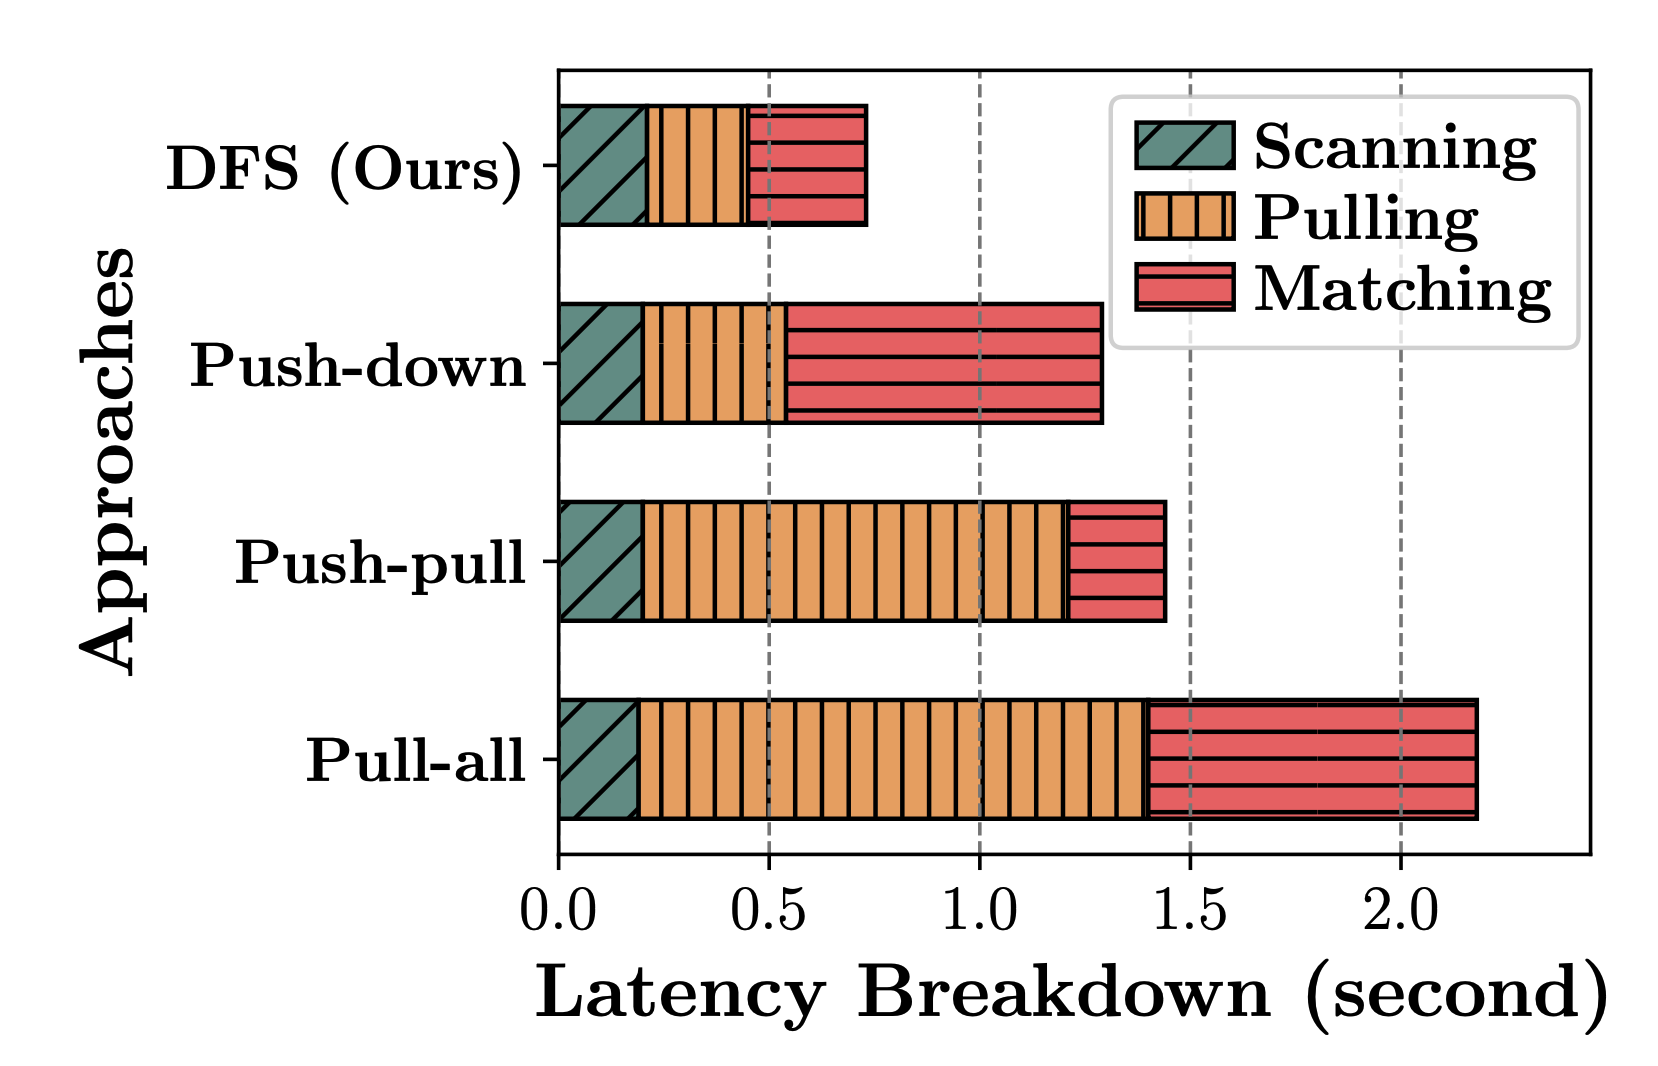 DFS (Ours)
Push-down
Push-pull
Pull-all
Approaches
Scanning
Pulling
Matching
0.0 0.5 1.0 1.5 2.0
Latency Breakdown (second)